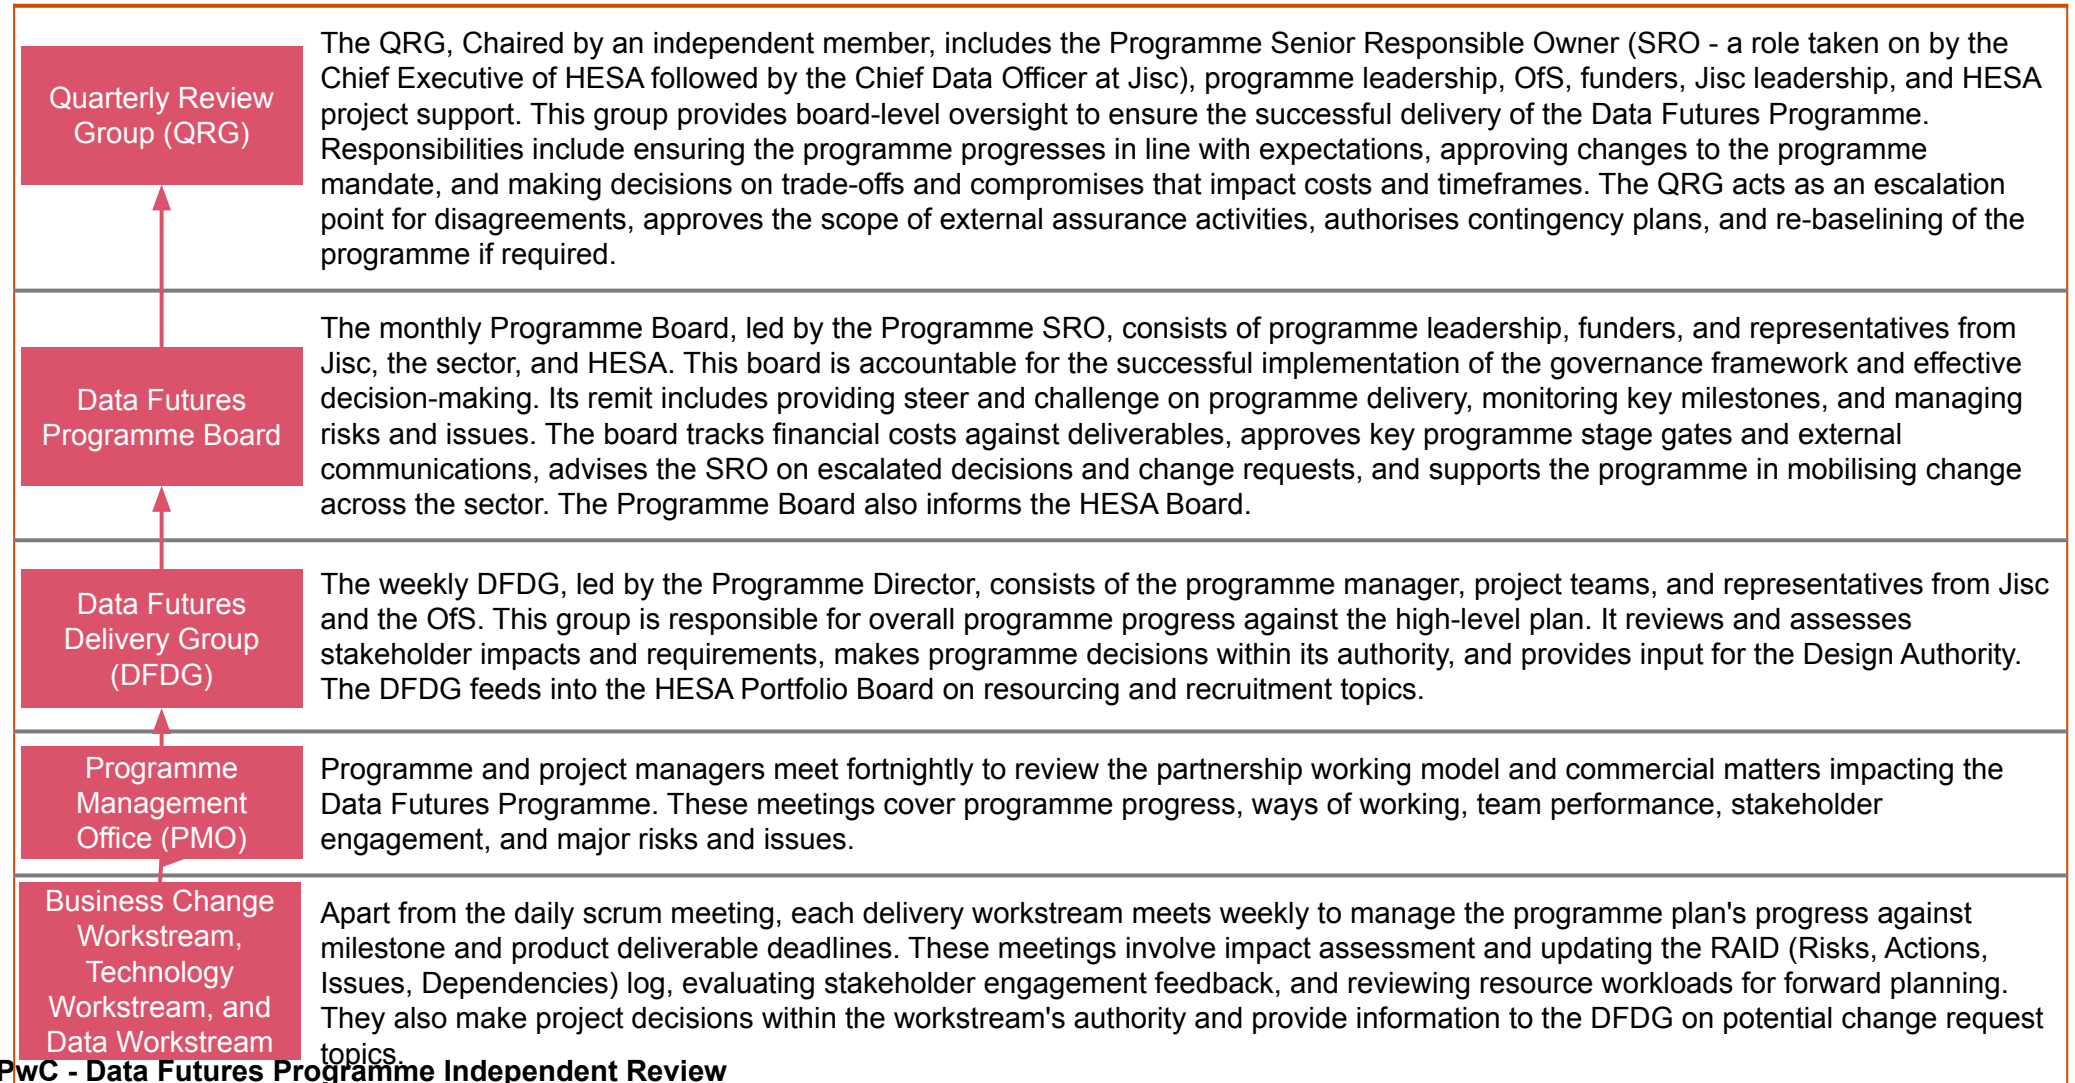 Quarterly Review
Group (QRG)
The QRG, Chaired by an independent member, includes the Programme Senior Responsible Owner (SRO - a role taken on by the
Chief Executive of HESA followed by the Chief Data Officer at Jisc), programme leadership, OfS, funders, Jisc leadership, and HESA
project support. This group provides board-level oversight to ensure the successful delivery of the Data Futures Programme.
Responsibilities include ensuring the programme progresses in line with expectations, approving changes to the programme
mandate, and making decisions on trade-offs and compromises that impact costs and timeframes. The QRG acts as an escalation
point for disagreements, approves the scope of external assurance activities, authorises contingency plans, and re-baselining of the
programme if required.
Data Futures
Programme Board
The monthly Programme Board, led by the Programme SRO, consists of programme leadership, funders, and representatives from
Jisc, the sector, and HESA. This board is accountable for the successful implementation of the governance framework and effective
decision-making. Its remit includes providing steer and challenge on programme delivery, monitoring key milestones, and managing
risks and issues. The board tracks financial costs against deliverables, approves key programme stage gates and external
communications, advises the SRO on escalated decisions and change requests, and supports the programme in mobilising change
across the sector. The Programme Board also informs the HESA Board.
Data Futures
Delivery Group
(DFDG)
The weekly DFDG, led by the Programme Director, consists of the programme manager, project teams, and representatives from Jisc
and the OfS. This group is responsible for overall programme progress against the high-level plan. It reviews and assesses
stakeholder impacts and requirements, makes programme decisions within its authority, and provides input for the Design Authority.
The DFDG feeds into the HESA Portfolio Board on resourcing and recruitment topics.
Programme
Management
Office (PMO)
Programme and project managers meet fortnightly to review the partnership working model and commercial matters impacting the
Data Futures Programme. These meetings cover programme progress, ways of working, team performance, stakeholder
engagement, and major risks and issues.
Business Change
Workstream,
Technology
Workstream, and
Data Workstream
Apart from the daily scrum meeting, each delivery workstream meets weekly to manage the programme plan's progress against
milestone and product deliverable deadlines. These meetings involve impact assessment and updating the RAID (Risks, Actions,
Issues, Dependencies) log, evaluating stakeholder engagement feedback, and reviewing resource workloads for forward planning.
They also make project decisions within the workstream's authority and provide information to the DFDG on potential change request
topics.
PwC - Data Futures Programme Independent Review